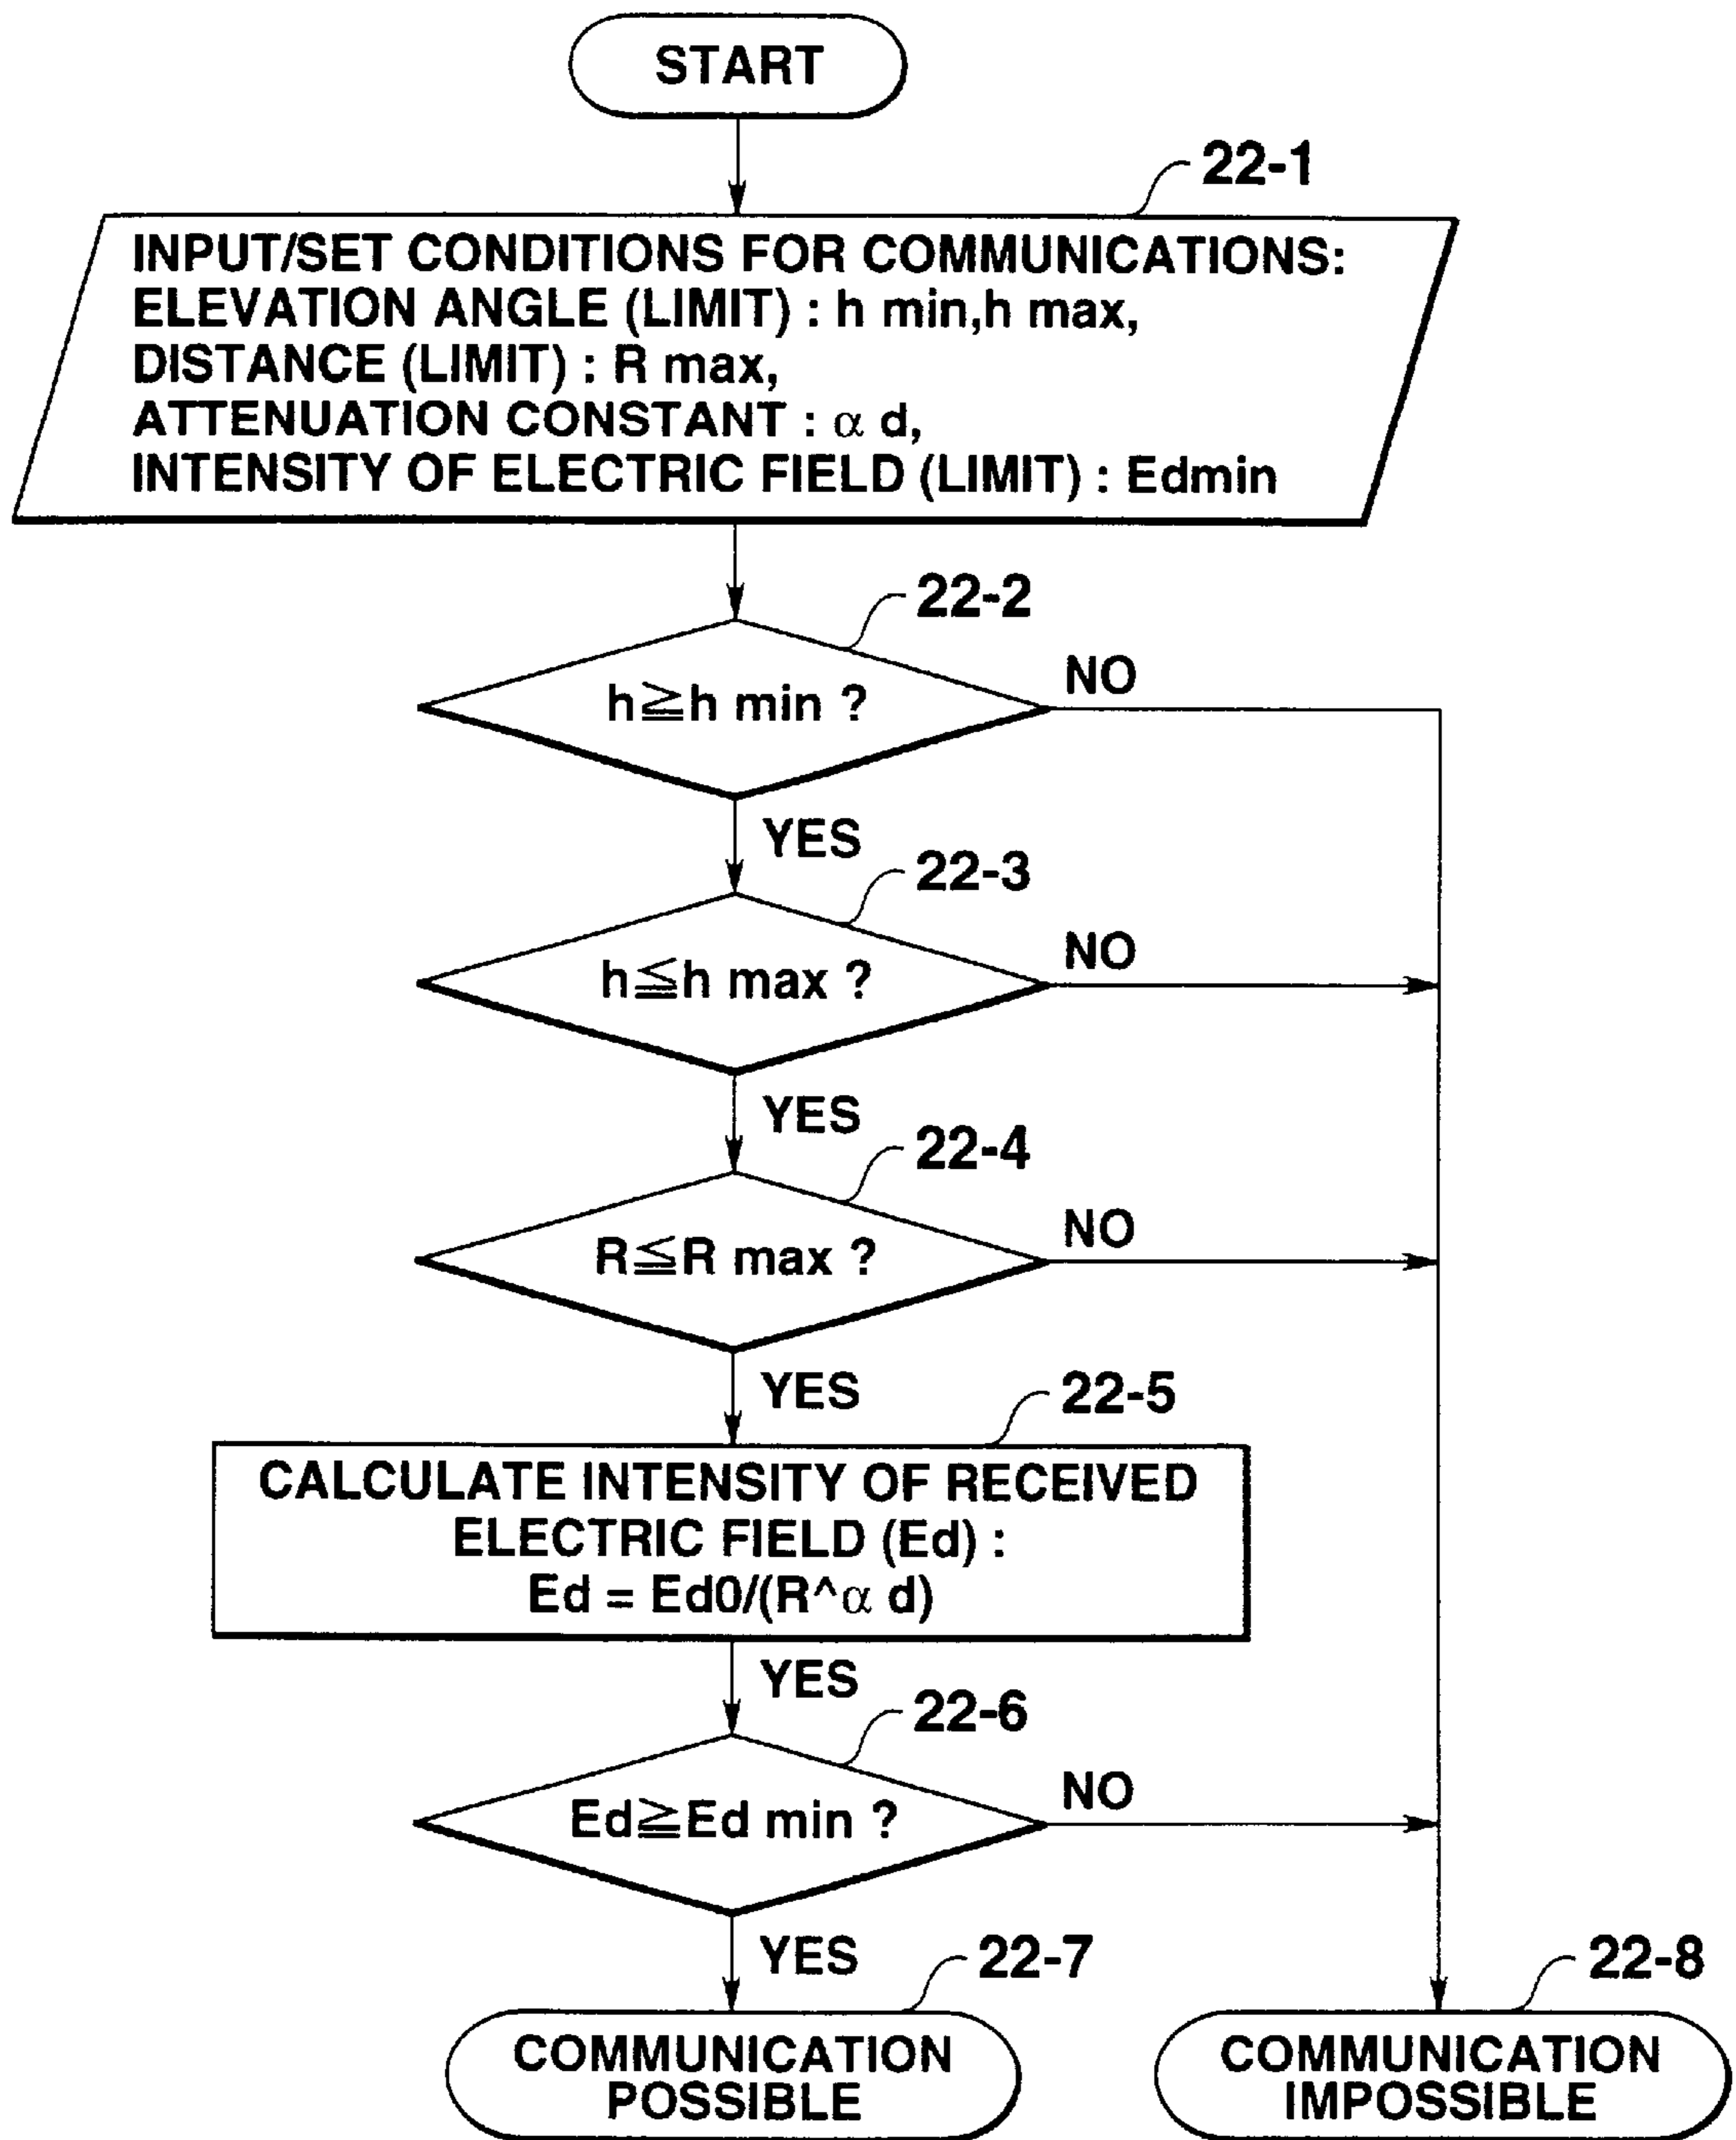 START
22-1
INPUT/SET CONDITIONS FOR COMMUNICATIONS:
ELEVATION ANGLE (LIMIT) : h min,h max,
DISTANCE (LIMIT) : R max,
ATTENUATION CONSTANT : α d,
INTENSITY OF ELECTRIC FIELD (LIMIT) : Edmin
22-2
h≧h min ?
NO
YES
22-3
h≦h max ?
NO
YES
22-4
R≦R max ?
NO
YES
22-5
CALCULATE INTENSITY OF RECEIVED
ELECTRIC FIELD (Ed) :
Ed = Ed0/(R^α d)
YES
22-6
Ed≧Ed min ?
NO
YES
22-7
COMMUNICATION
POSSIBLE
22-8
COMMUNICATION
IMPOSSIBLE